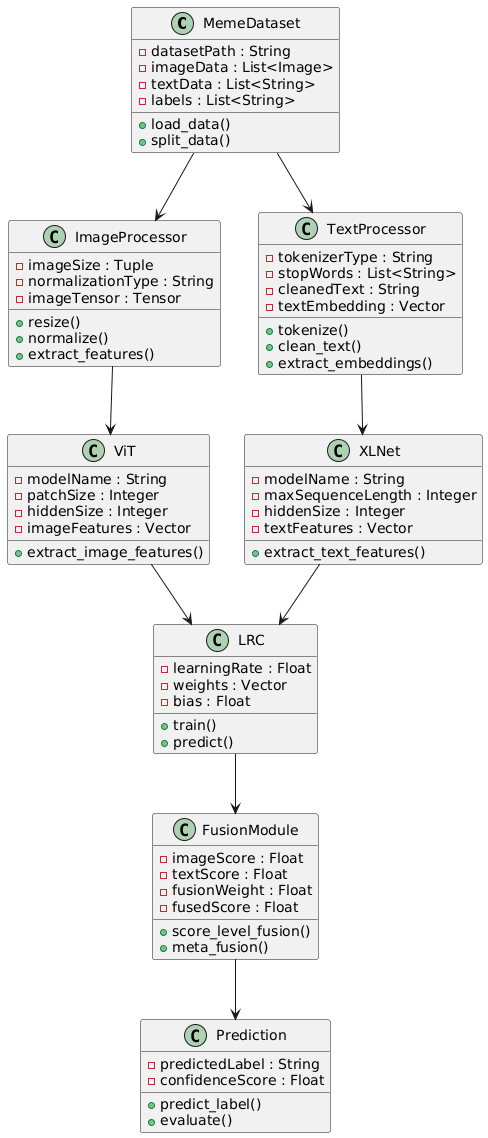 C MemeDataset
datasetPath : String
imageData : List<Image>
textData : List<String>
labels : List<String>
load_data()
split_data()
C ImageProcessor
imageSize : Tuple
normalizationType : String
imageTensor : Tensor
resize()
normalize()
extract_features()
C TextProcessor
tokenizerType : String
stopWords : List<String>
cleanedText : String
textEmbedding : Vector
tokenize()
clean_text()
extract_embeddings()
C ViT
modelName : String
patchSize : Integer
hiddenSize : Integer
imageFeatures : Vector
extract_image_features()
C XLNet
modelName : String
maxSequenceLength : Integer
hiddenSize : Integer
textFeatures : Vector
extract_text_features()
C LRC
learningRate : Float
weights : Vector
bias : Float
train()
predict()
C FusionModule
imageScore : Float
textScore : Float
fusionWeight : Float
fusedScore : Float
score_level_fusion()
meta_fusion()
C Prediction
predictedLabel : String
confidenceScore : Float
predict_label()
evaluate()